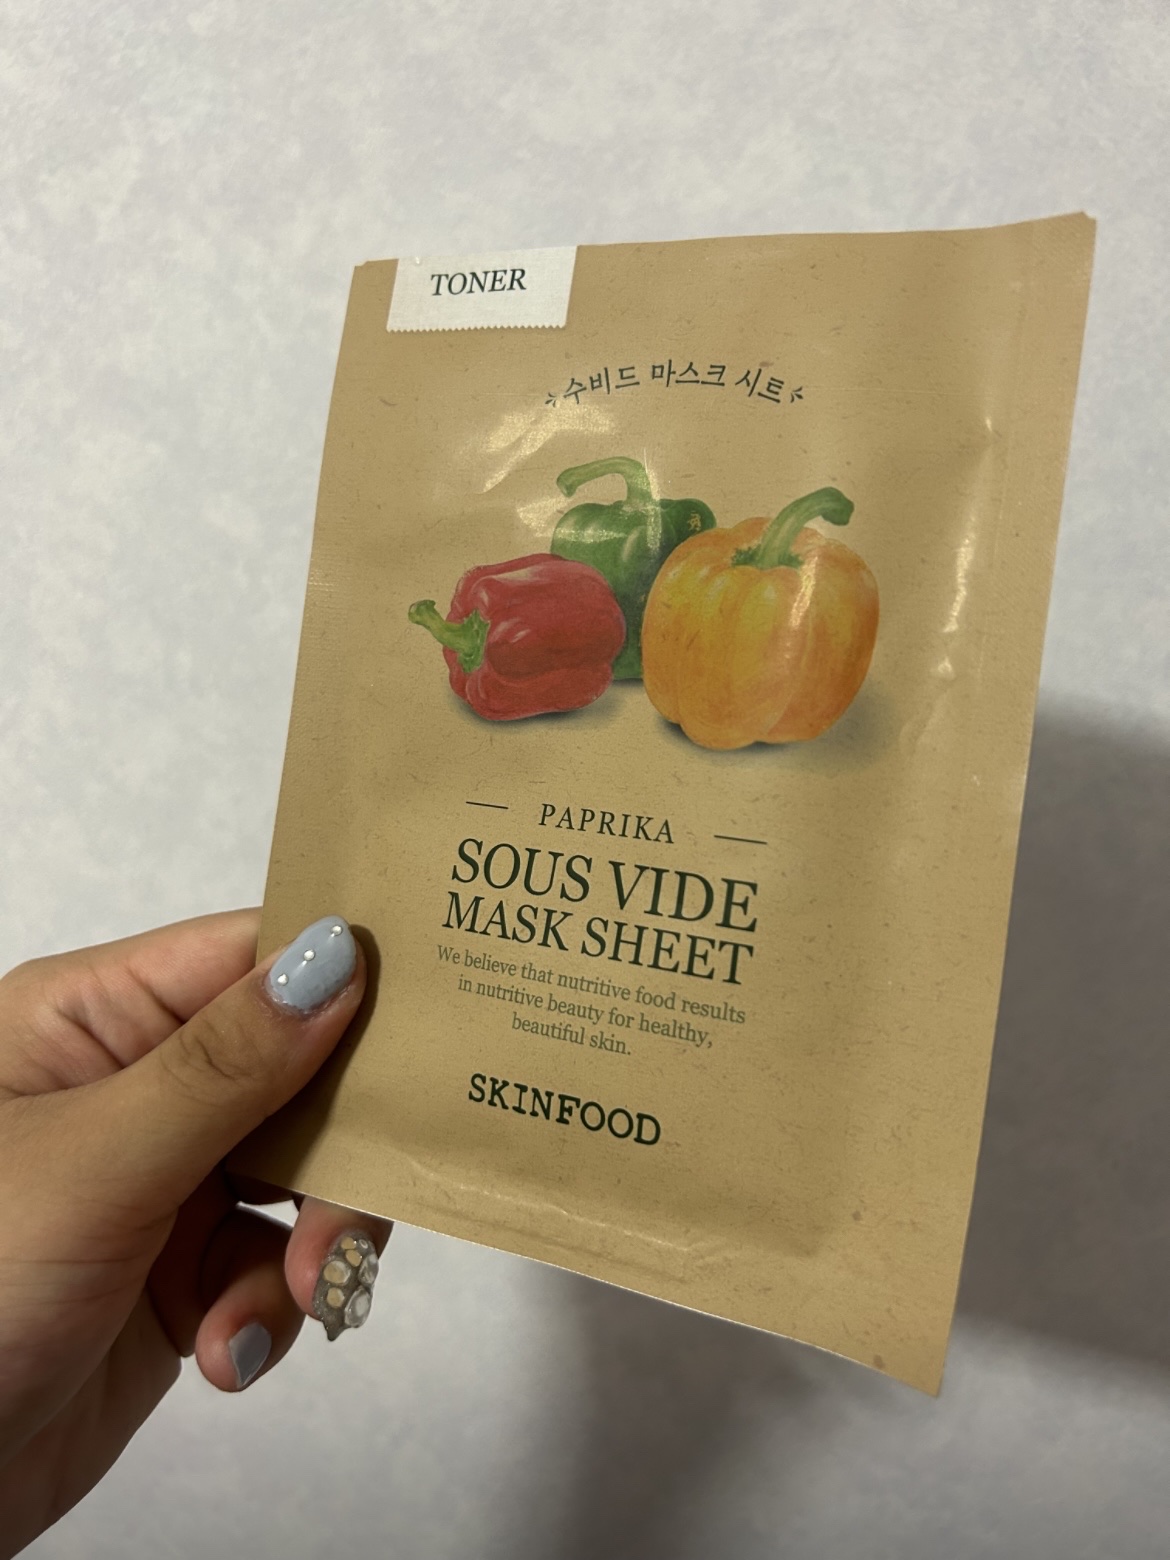 TONER
수비드 마스크 시트
PAPRIKA
SOUS VIDE
MASK SHEET
We believe that nutritive food results
in nutritive beauty for healthy,
beautiful skin.
SKINFOOD